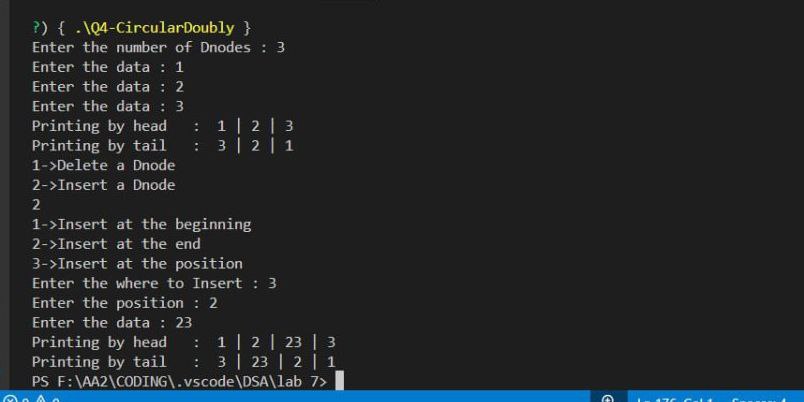 ?) { .\Q4-CircularDoubly }
Enter the number of Dnodes : 3
Enter the data : 1
Enter the data : 2
Enter the data : 3
Printing by head   :  1 | 2 | 3
Printing by tail   :  3 | 2 | 1
1->Delete a Dnode
2->Insert a Dnode
2
1->Insert at the beginning
2->Insert at the end
3->Insert at the position
Enter the where to Insert : 3
Enter the position : 2
Enter the data : 23
Printing by head   :  1 | 2 | 23 | 3
Printing by tail   :  3 | 23 | 2 | 1
PS F:\AA2\CODING\.vscode\DSA\lab 7>